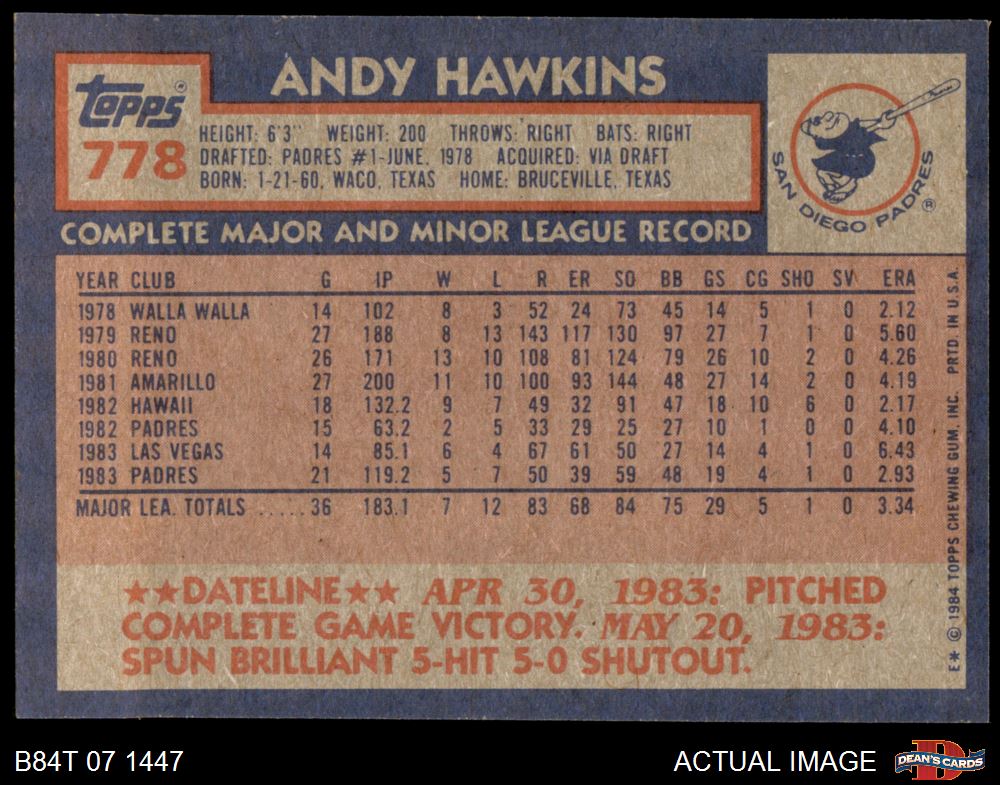 ANDY HAWKINS
Topps®
778
HEIGHT: 6'3" WEIGHT: 200 THROWS: RIGHT BATS: RIGHT
DRAFTED: PADRES #1-JUNE, 1978 ACQUIRED: VIA DRAFT
BORN: 1-21-60, WACO, TEXAS HOME: BRUCEVILLE, TEXAS
SAN DIEGO PADRES ®
COMPLETE MAJOR AND MINOR LEAGUE RECORD
YEAR CLUB G IP W L R ER SO BB GS CG SHO SV ERA
1978 WALLA WALLA 14 102 8 3 52 24 73 45 14 5 1 0 2.12
1979 RENO 27 188 8 13 143 117 130 97 27 7 1 0 5.60
1980 RENO 26 171 13 10 108 81 124 79 26 10 2 0 4.26
1981 AMARILLO 27 200 11 10 100 93 144 48 27 14 2 0 4.19
1982 HAWAII 18 132.2 9 7 49 32 91 47 18 10 6 0 2.17
1982 PADRES 15 63.2 2 5 33 29 25 27 10 1 0 0 4.10
1983 LAS VEGAS 14 85.1 6 4 67 61 50 27 14 4 1 0 6.43
1983 PADRES 21 119.2 5 7 50 39 59 48 19 4 1 0 2.93
MAJOR LEA. TOTALS .....36 183.1 7 12 83 68 84 75 29 5 1 0 3.34
★★DATELINE★★ APR 30, 1983: PITCHED
COMPLETE GAME VICTORY. MAY 20, 1983:
SPUN BRILLIANT 5-HIT 5-0 SHUTOUT.
E* © 1984 TOPPS CHEWING GUM, INC. PRTD. IN U.S.A.
B84T 07 1447
ACTUAL IMAGE
D
DEAN'S CARDS